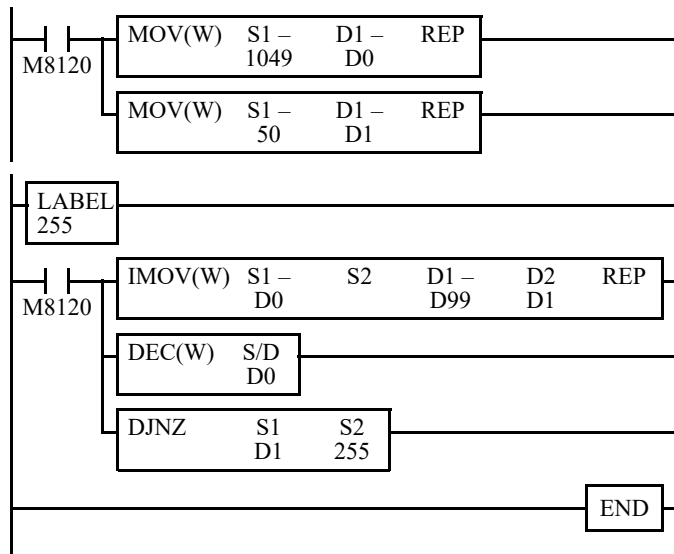 MOV(W) S1 – D1 – REP
1049 D0
M8120
MOV(W) S1 – D1 – REP
50 D1
LABEL
255
IMOV(W) S1 – S2 D1 – D2 REP
D0 D99 D1
M8120
DEC(W) S/D
D0
DJNZ S1 S2
D1 255
END